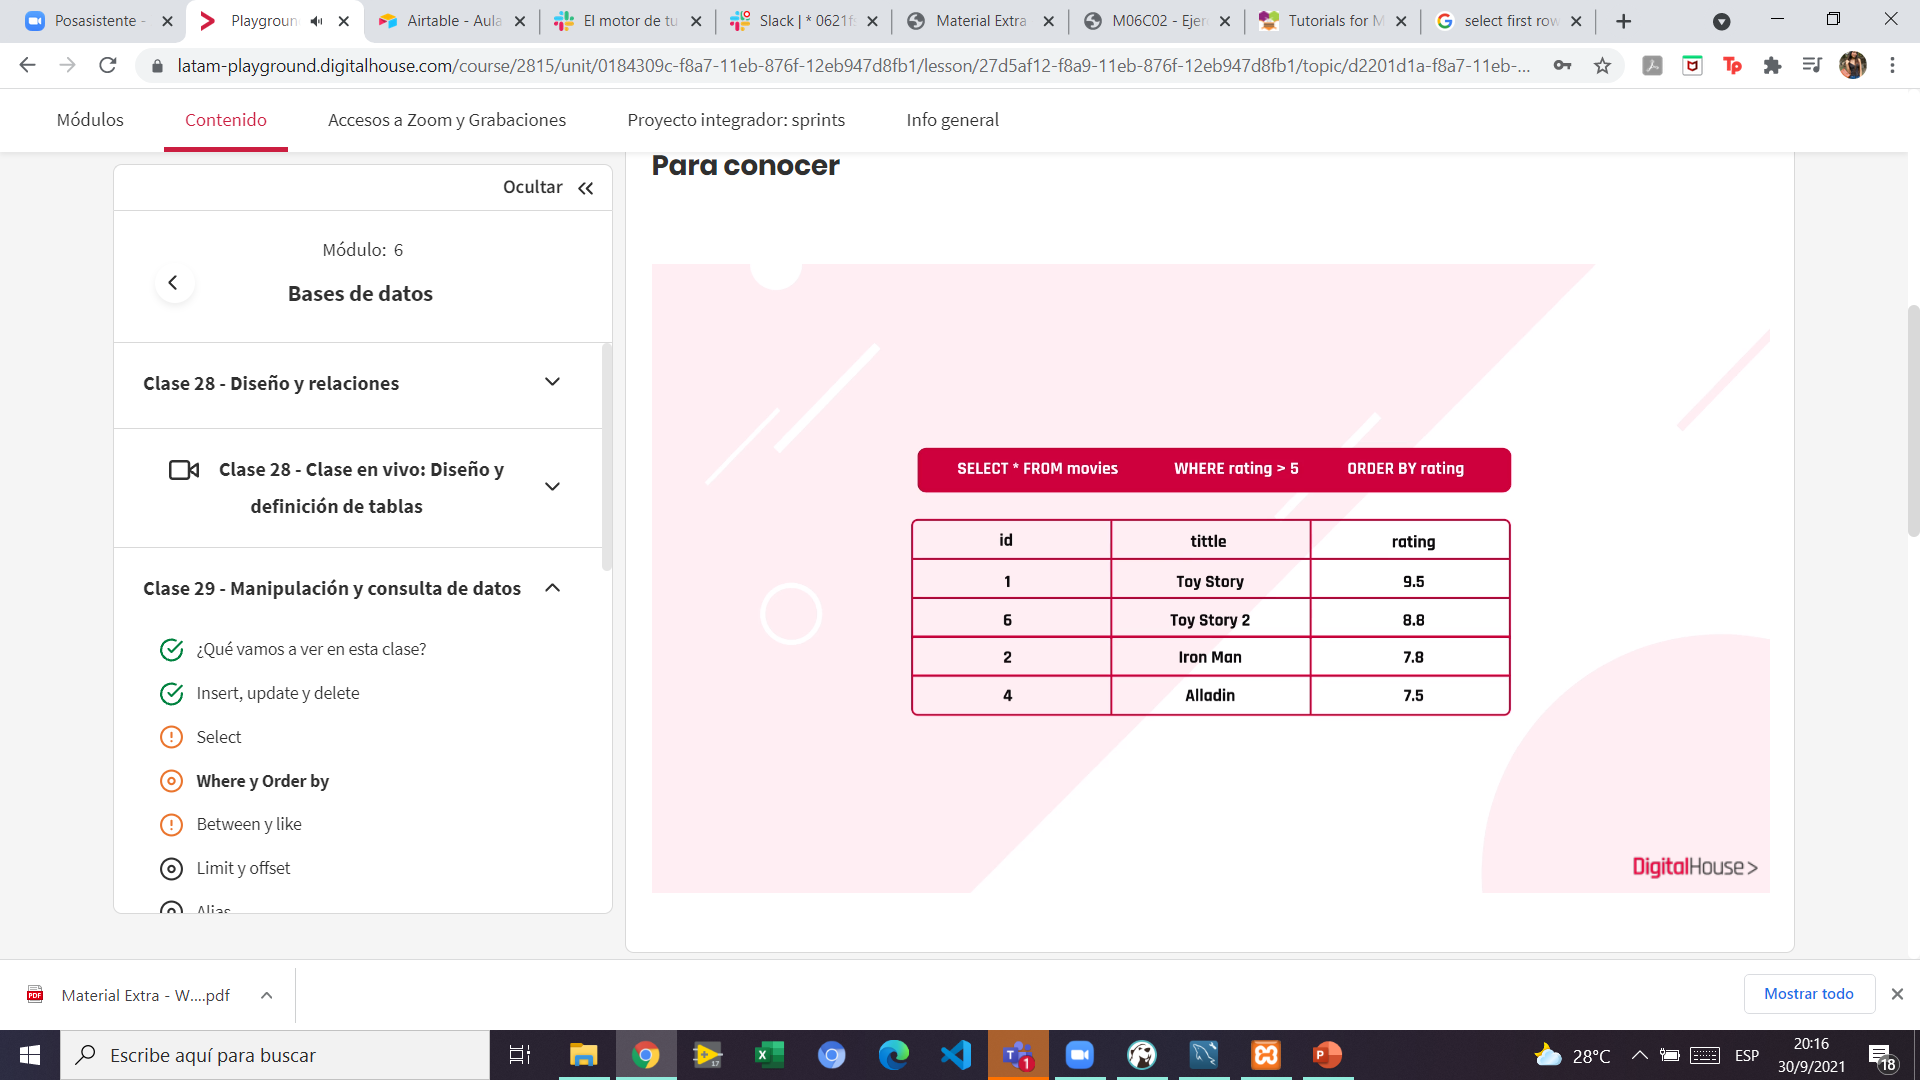 Posasistente -
Playground
Airtable - Aula
El motor de tu
Slack | * 0621f
Material Extra
M06C02 - Ejer
Tutorials for M
select first row
latam-playground.digitalhouse.com/course/2815/unit/0184309c-f8a7-11eb-876f-12eb947d8fb1/lesson/27d5af12-f8a9-11eb-876f-12eb947d8fb1/topic/d2201d1a-f8a7-11eb-...
Módulos
Contenido
Accesos a Zoom y Grabaciones
Proyecto integrador: sprints
Info general
Ocultar
Módulo: 6
Bases de datos
Clase 28 - Diseño y relaciones
Clase 28 - Clase en vivo: Diseño y
definición de tablas
Clase 29 - Manipulación y consulta de datos
¿Qué vamos a ver en esta clase?
Insert, update y delete
Select
Where y Order by
Between y like
Limit y offset
Alias
Para conocer
SELECT * FROM movies WHERE rating > 5 ORDER BY rating
id tittle rating
1 Toy Story 9.5
6 Toy Story 2 8.8
2 Iron Man 7.8
4 Alladin 7.5
DigitalHouse>
PDF
Material Extra - W....pdf
Mostrar todo
Escribe aquí para buscar
17
1
28°C
ESP
20:16
30/9/2021
18